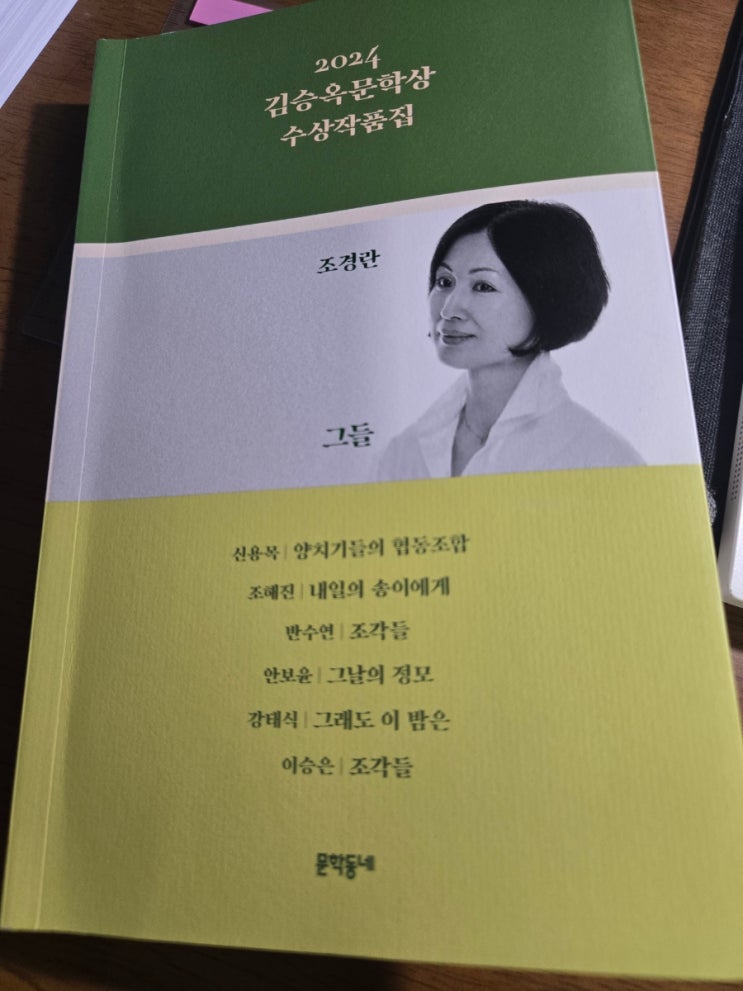 2024
김승옥문학상
수상작품집
조경란
그들
신용목 | 양치기들의 협동조합
조해진 | 내일의 송이에게
반수연 | 조각들
안보윤 | 그날의 정모
강태식 | 그래도 이 밤은
이승은 | 조각들
문학동네